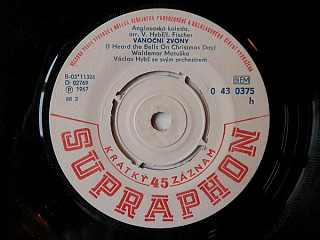 Anglosaská koleda,
arr. V. Hybš/J. Fischer
VÁNOČNÍ ZVONY
(I Heard the Bells On Christmas Day)
Waldemar Matuška
Václav Hybš se svým orchestrem
B-03*11326
D 02769
Ⓟ 1967
68 2
BIEM
0 43 0375
h
KRÁTKÝ 45 ZÁZNAM
SUPRAPHON